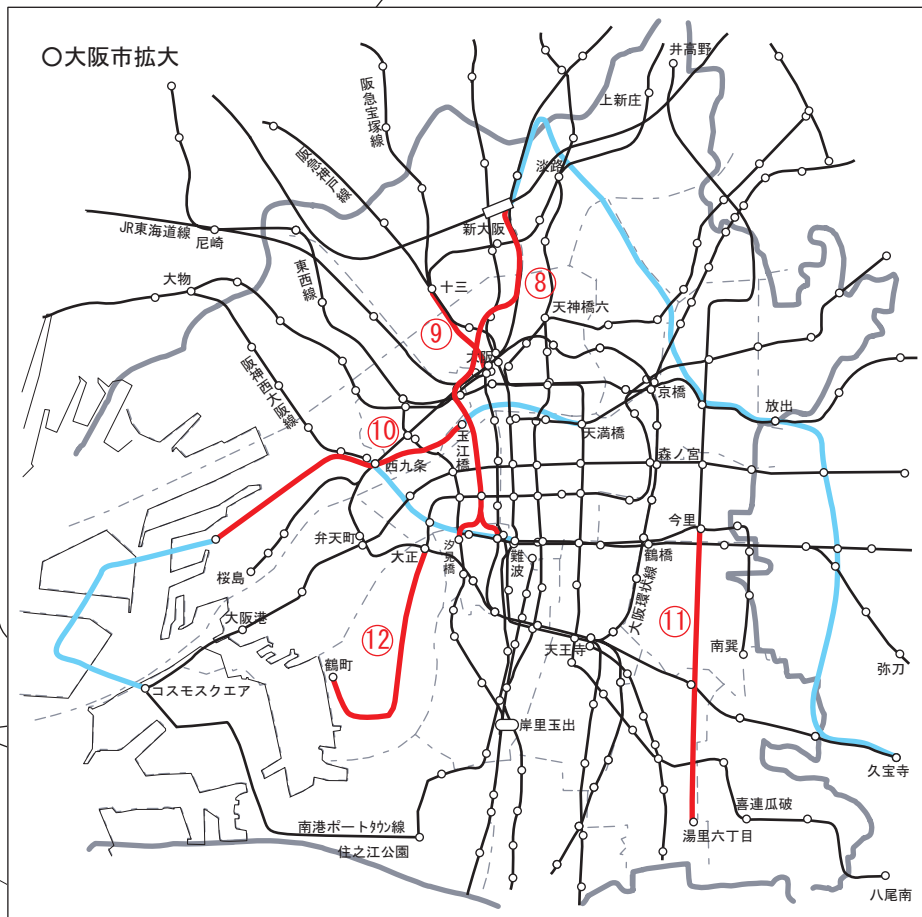 ○大阪市拡大
井高野
阪急宝塚線
上新庄
阪急神戸線
淡路
JR東海道線
尼崎
新大阪
東西線
大物
十三
⑧
天神橋六
⑨
大阪
阪神西大阪線
京橋
放出
⑩
玉江橋
天満橋
西九条
森ノ宮
今里
弁天町
大正
汐見橋
難波
鶴橋
桜島
大阪環状線
大阪港
⑪
⑫
天王寺
南巽
鶴町
弥刀
コスモスクエア
岸里玉出
久宝寺
喜連瓜破
南港ポートタウン線
湯里六丁目
住之江公園
八尾南